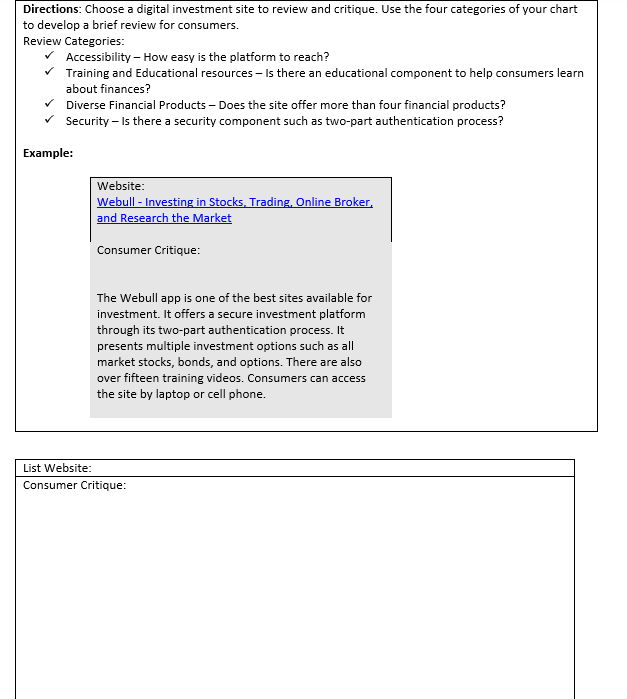 Directions: Choose a digital investment site to review and critique. Use the four categories of your chart
to develop a brief review for consumers.
Review Categories:
✓ Accessibility – How easy is the platform to reach?
✓ Training and Educational resources – Is there an educational component to help consumers learn
about finances?
✓ Diverse Financial Products – Does the site offer more than four financial products?
✓ Security – Is there a security component such as two-part authentication process?
Example:
Website:
Webull - Investing in Stocks, Trading, Online Broker,
and Research the Market
Consumer Critique:
The Webull app is one of the best sites available for
investment. It offers a secure investment platform
through its two-part authentication process. It
presents multiple investment options such as all
market stocks, bonds, and options. There are also
over fifteen training videos. Consumers can access
the site by laptop or cell phone.
List Website:
Consumer Critique: